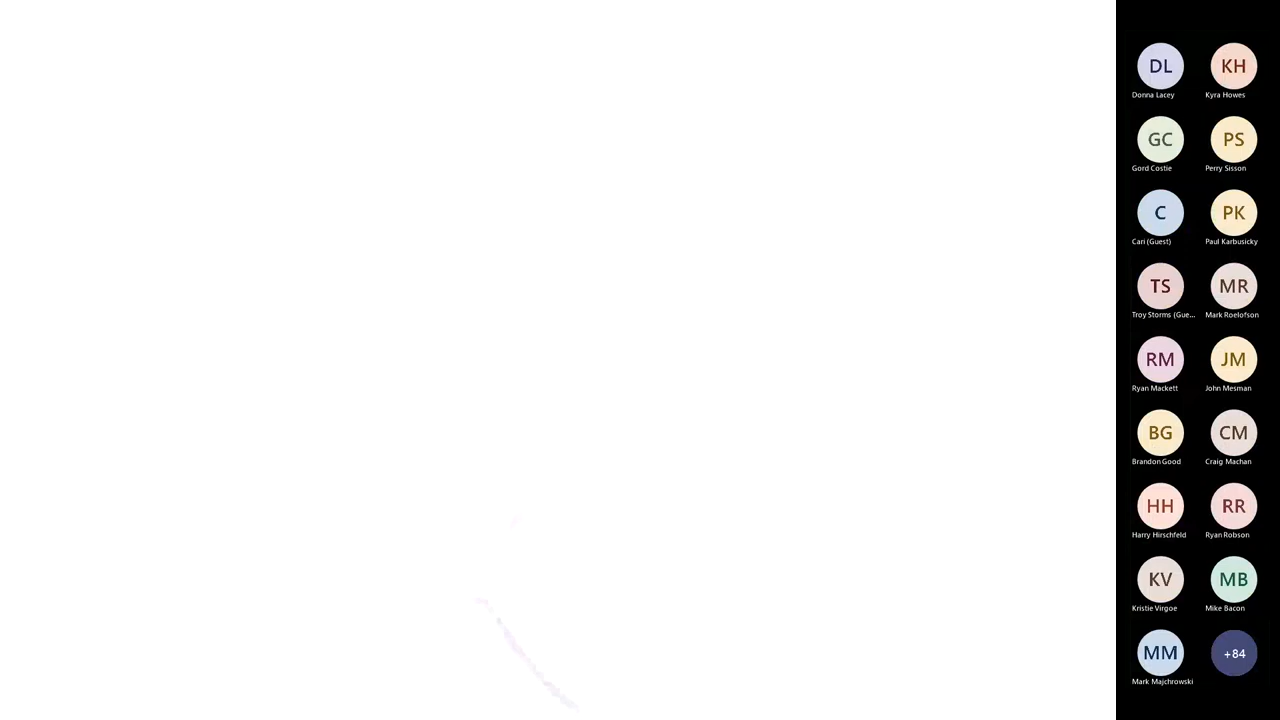 DL KH
Donna Lacey Kyra Howes
GC PS
Gord Costie Perry Sisson
C PK
Cari (Guest) Paul Karbusicky
TS MR
Troy Storms (Gue... Mark Roelofson
RM JM
Ryan Mackett John Mesman
BG CM
Brandon Good Craig Machan
HH RR
Harry Hirschfeld Ryan Robson
KV MB
Kristie Virgoe Mike Bacon
MM +84
Mark Majchrowski